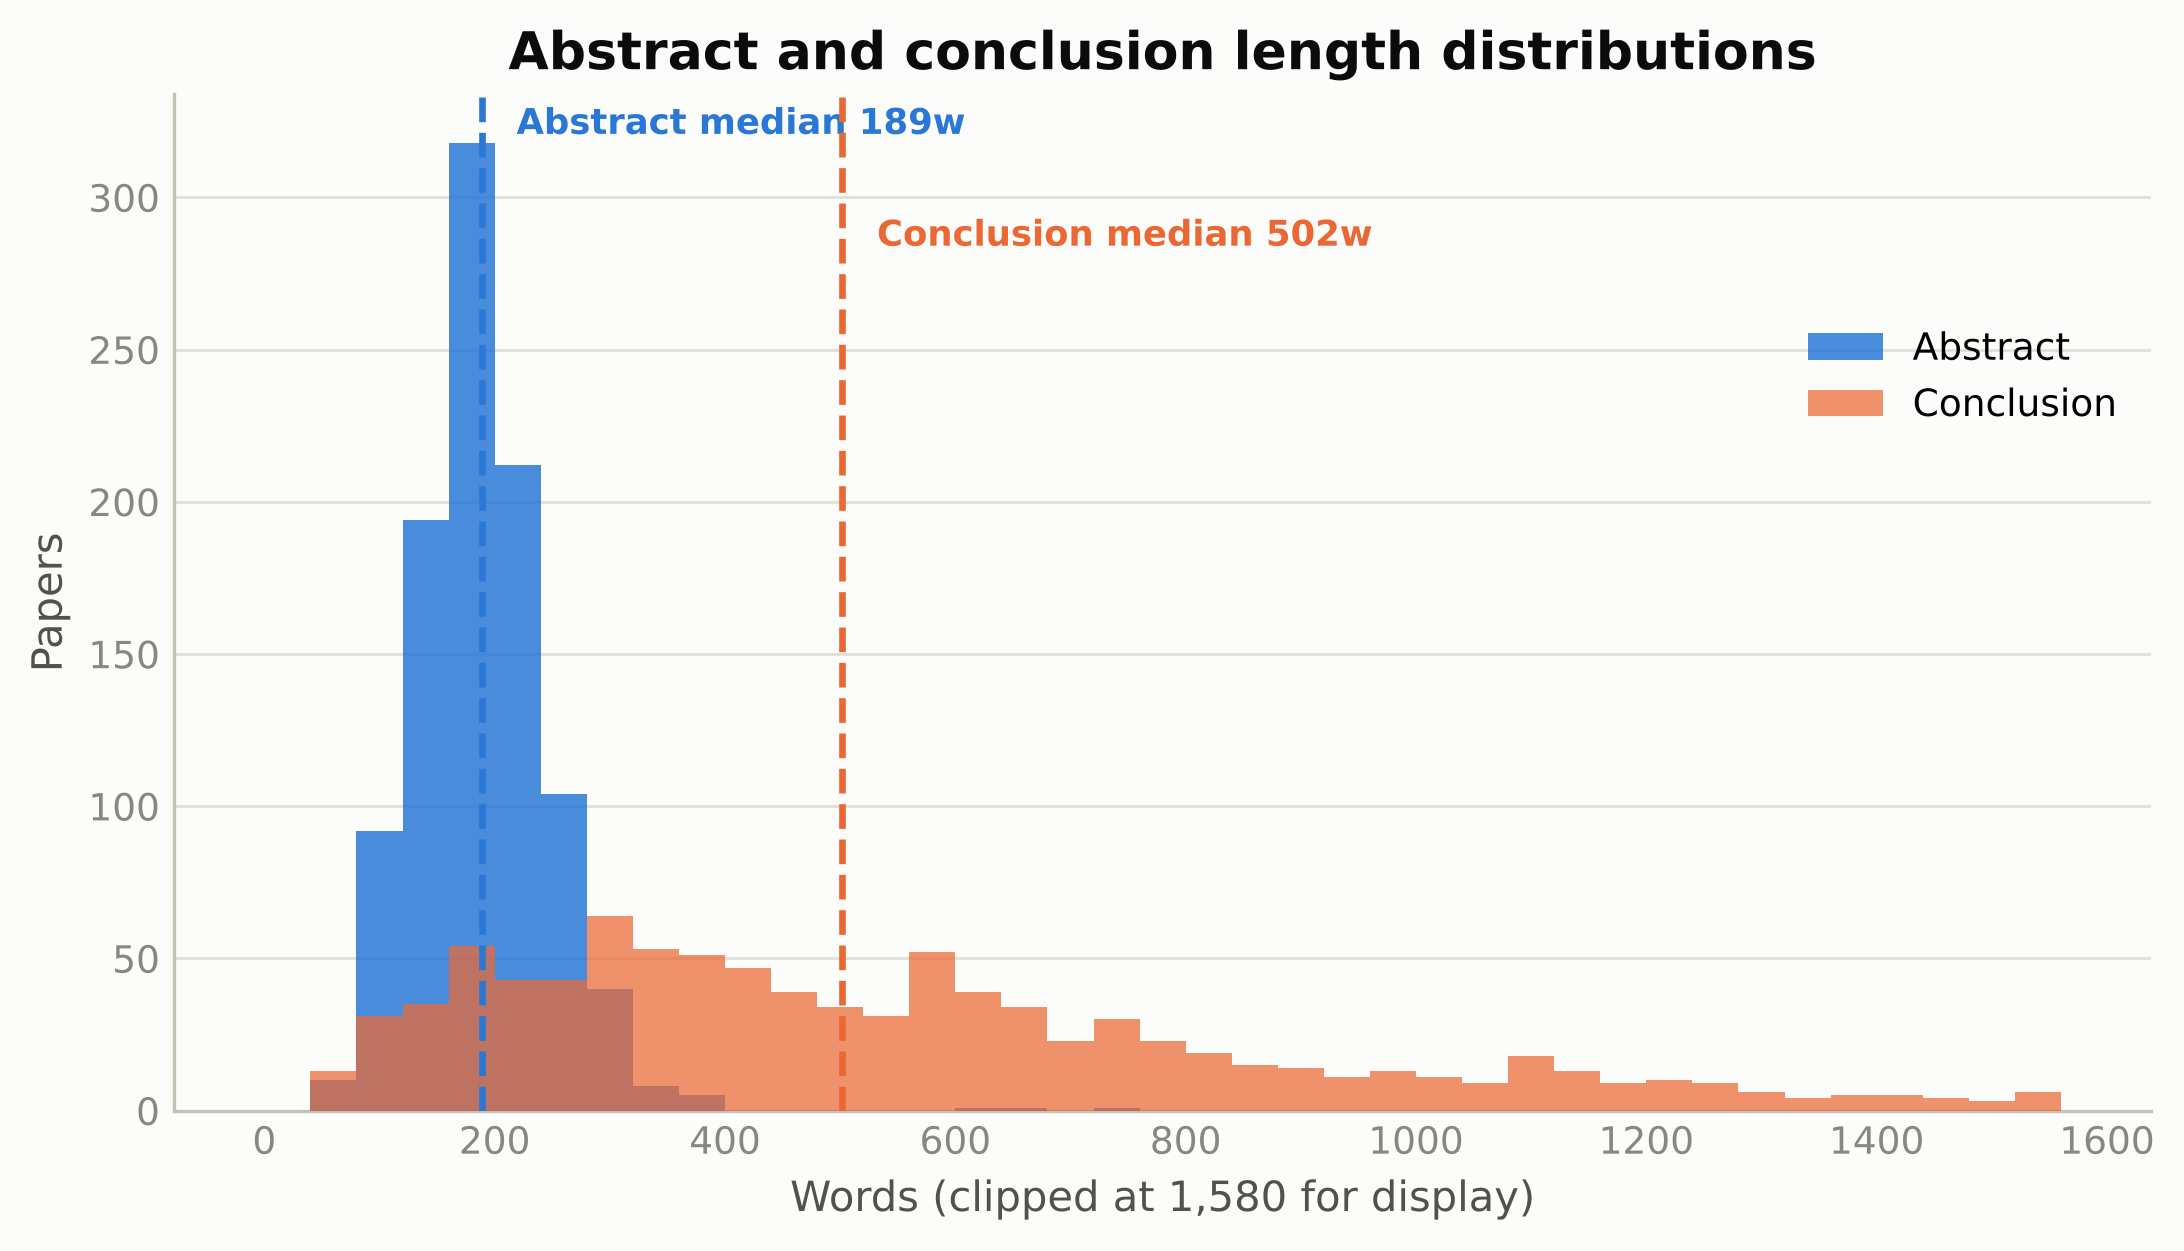 Abstract and conclusion length distributions
Abstract median 189w
Conclusion median 502w
Abstract
Conclusion
Papers
300
250
200
150
100
50
0
0 200 400 600 800 1000 1200 1400 1600
Words (clipped at 1,580 for display)